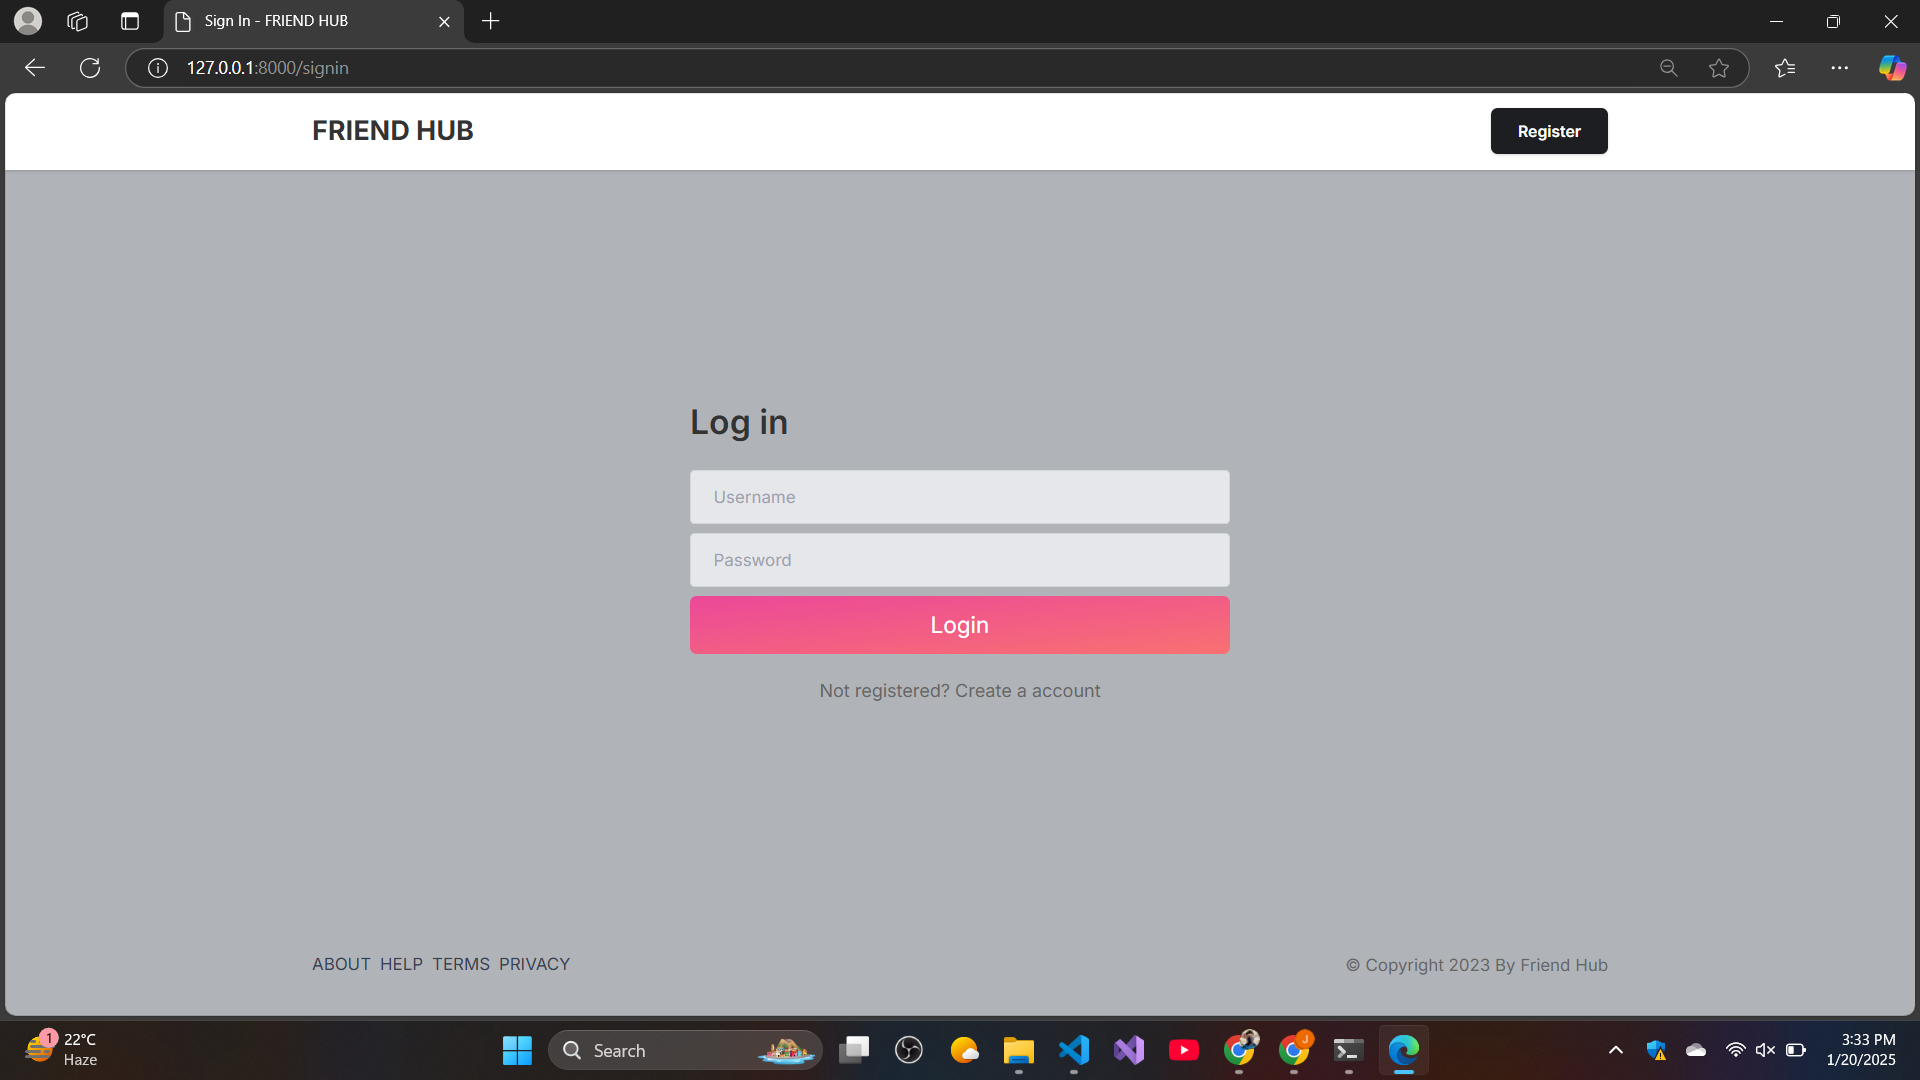 Sign In - FRIEND HUB
127.0.0.1:8000/signin
FRIEND HUB
Register
Log in
Username
Password
Login
Not registered? Create a account
ABOUT HELP TERMS PRIVACY
© Copyright 2023 By Friend Hub
1
22°C
Haze
Search
J
3:33 PM
1/20/2025